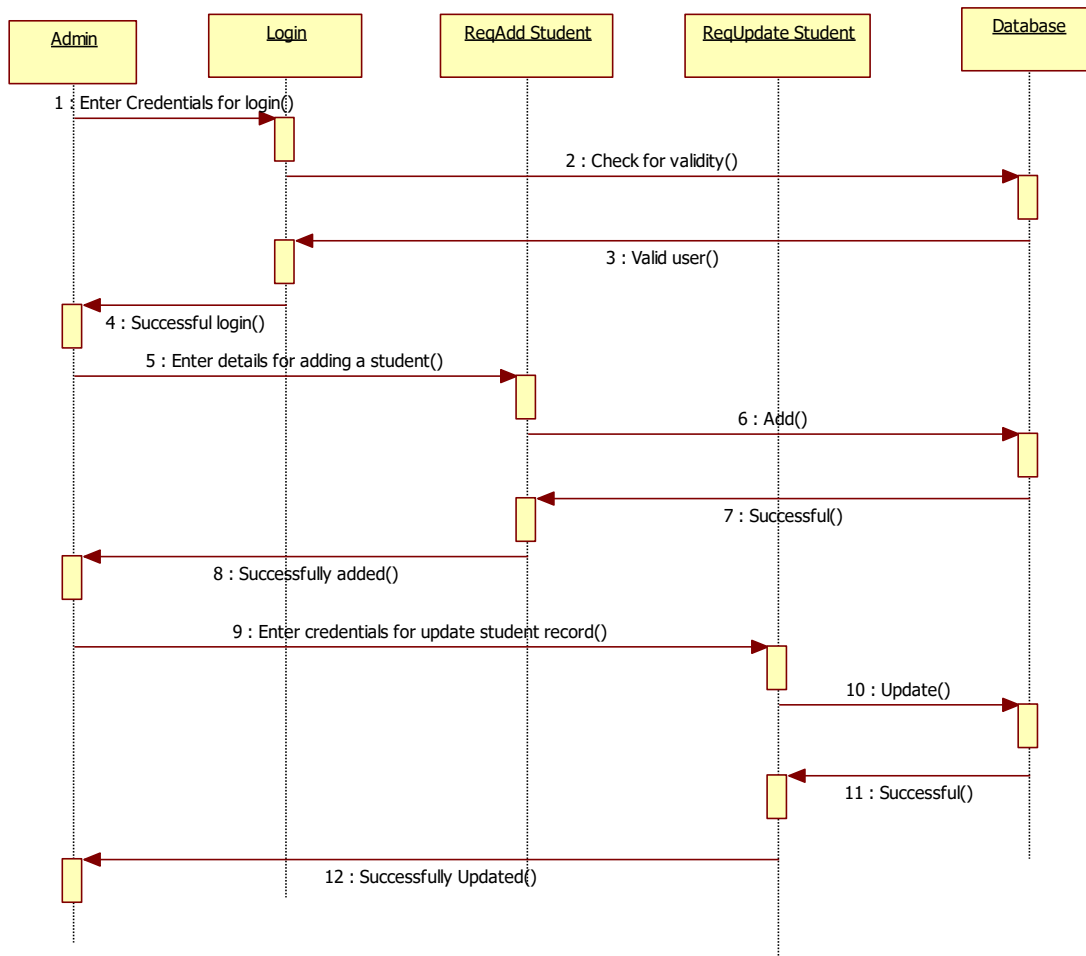 Admin
Login
ReqAdd Student
ReqUpdate Student
Database
1 : Enter Credentials for login()
2 : Check for validity()
3 : Valid user()
4 : Successful login()
5 : Enter details for adding a student()
6 : Add()
7 : Successful()
8 : Successfully added()
9 : Enter credentials for update student record()
10 : Update()
11 : Successful()
12 : Successfully Updated()